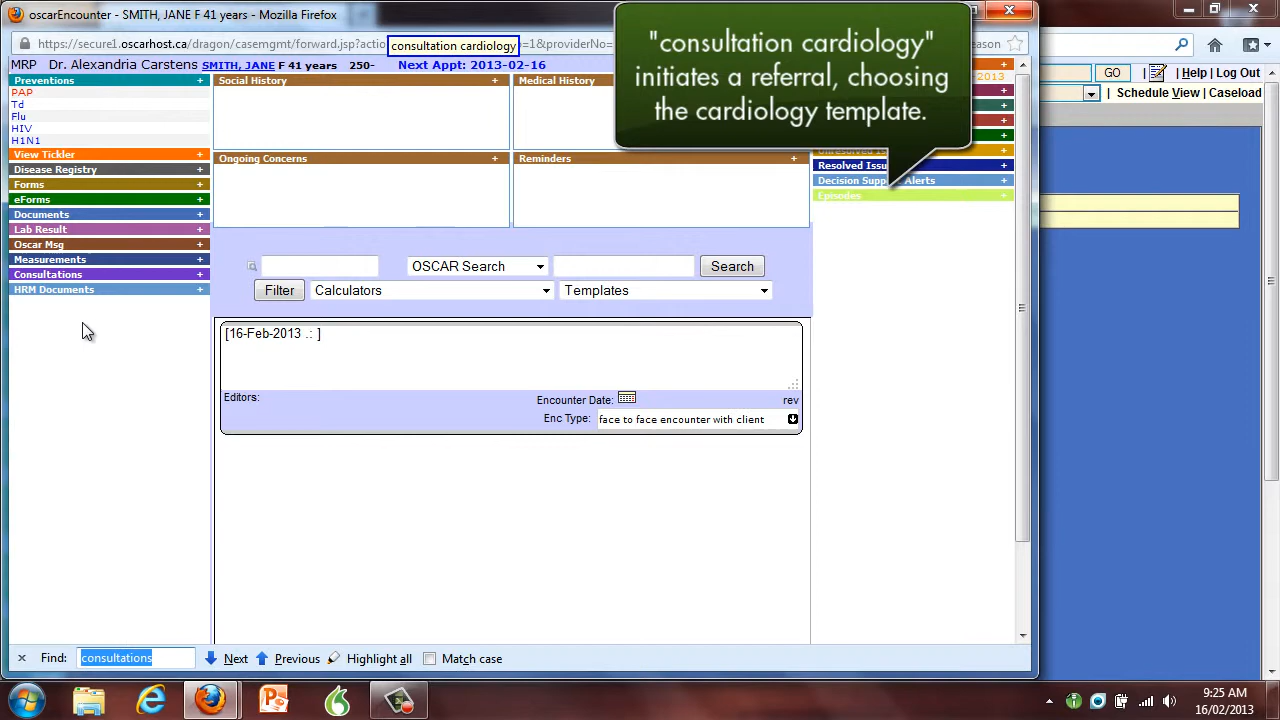 oscarEncounter - SMITH, JANE F 41 years - Mozilla Firefox
https://secure1.oscarhost.ca/dragon/casemgmt/forward.jsp?actio
consultation cardiology
=1&providerNo=
eason
"consultation cardiology"
initiates a referral, choosing
the cardiology template.
MRP Dr. Alexandria Carstens SMITH, JANE F 41 years 250- Next Appt: 2013-02-16
GO Help | Log Out
Schedule View | Caseload
Preventions +
PAP
Td
Flu
HIV
H1N1
View Tickler +
Disease Registry +
Forms +
eForms +
Documents +
Lab Result +
Oscar Msg +
Measurements +
Consultations +
HRM Documents +
Social History +
Medical History
Ongoing Concerns +
Reminders +
+
-2013
+
+
+
+
+
Resolved Issu +
Decision Supp Alerts +
Episodes +
OSCAR Search Search
Filter Calculators Templates
[16-Feb-2013 .: ]
Editors:
Encounter Date: rev
Enc Type: face to face encounter with client
Find: consultations Next Previous Highlight all Match case
9:25 AM
16/02/2013